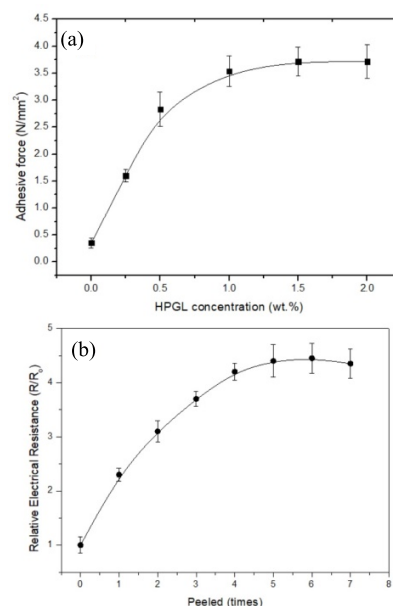 (a)
Adhesive force (N/mm²)
4.5
4.0
3.5
3.0
2.5
2.0
1.5
1.0
0.5
0.0
0.0 0.5 1.0 1.5 2.0
HPGL concentration (wt.%)
(b)
Relative Electrical Resistance (R/R₀)
5
4
3
2
1
0 1 2 3 4 5 6 7 8
Peeled (times)